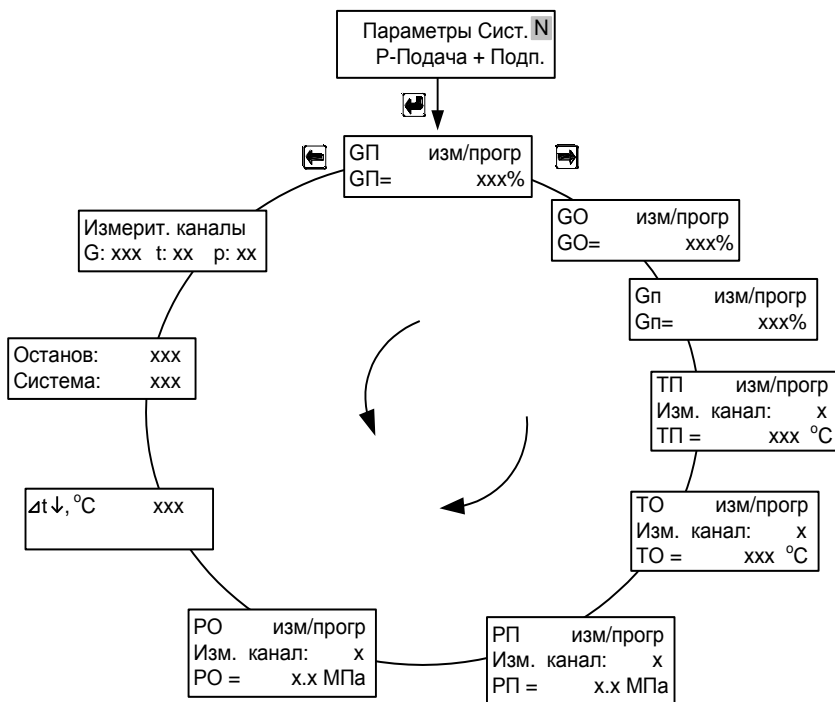 Параметры Сист. N
Р-Подача + Подп.
GП изм/прогр
GП= xxx%
GО изм/прогр
GО= xxx%
Gп изм/прогр
Gп= xxx%
ТП изм/прогр
Изм. канал: x
ТП = xxx °С
ТО изм/прогр
Изм. канал: x
ТО = xxx °С
РП изм/прогр
Изм. канал: x
РП = x.x МПа
РО изм/прогр
Изм. канал: x
РО = x.x МПа
⊿t↓, °С xxx
Останов: xxx
Система: xxx
Измерит. каналы
G: xxx t: xx p: xx